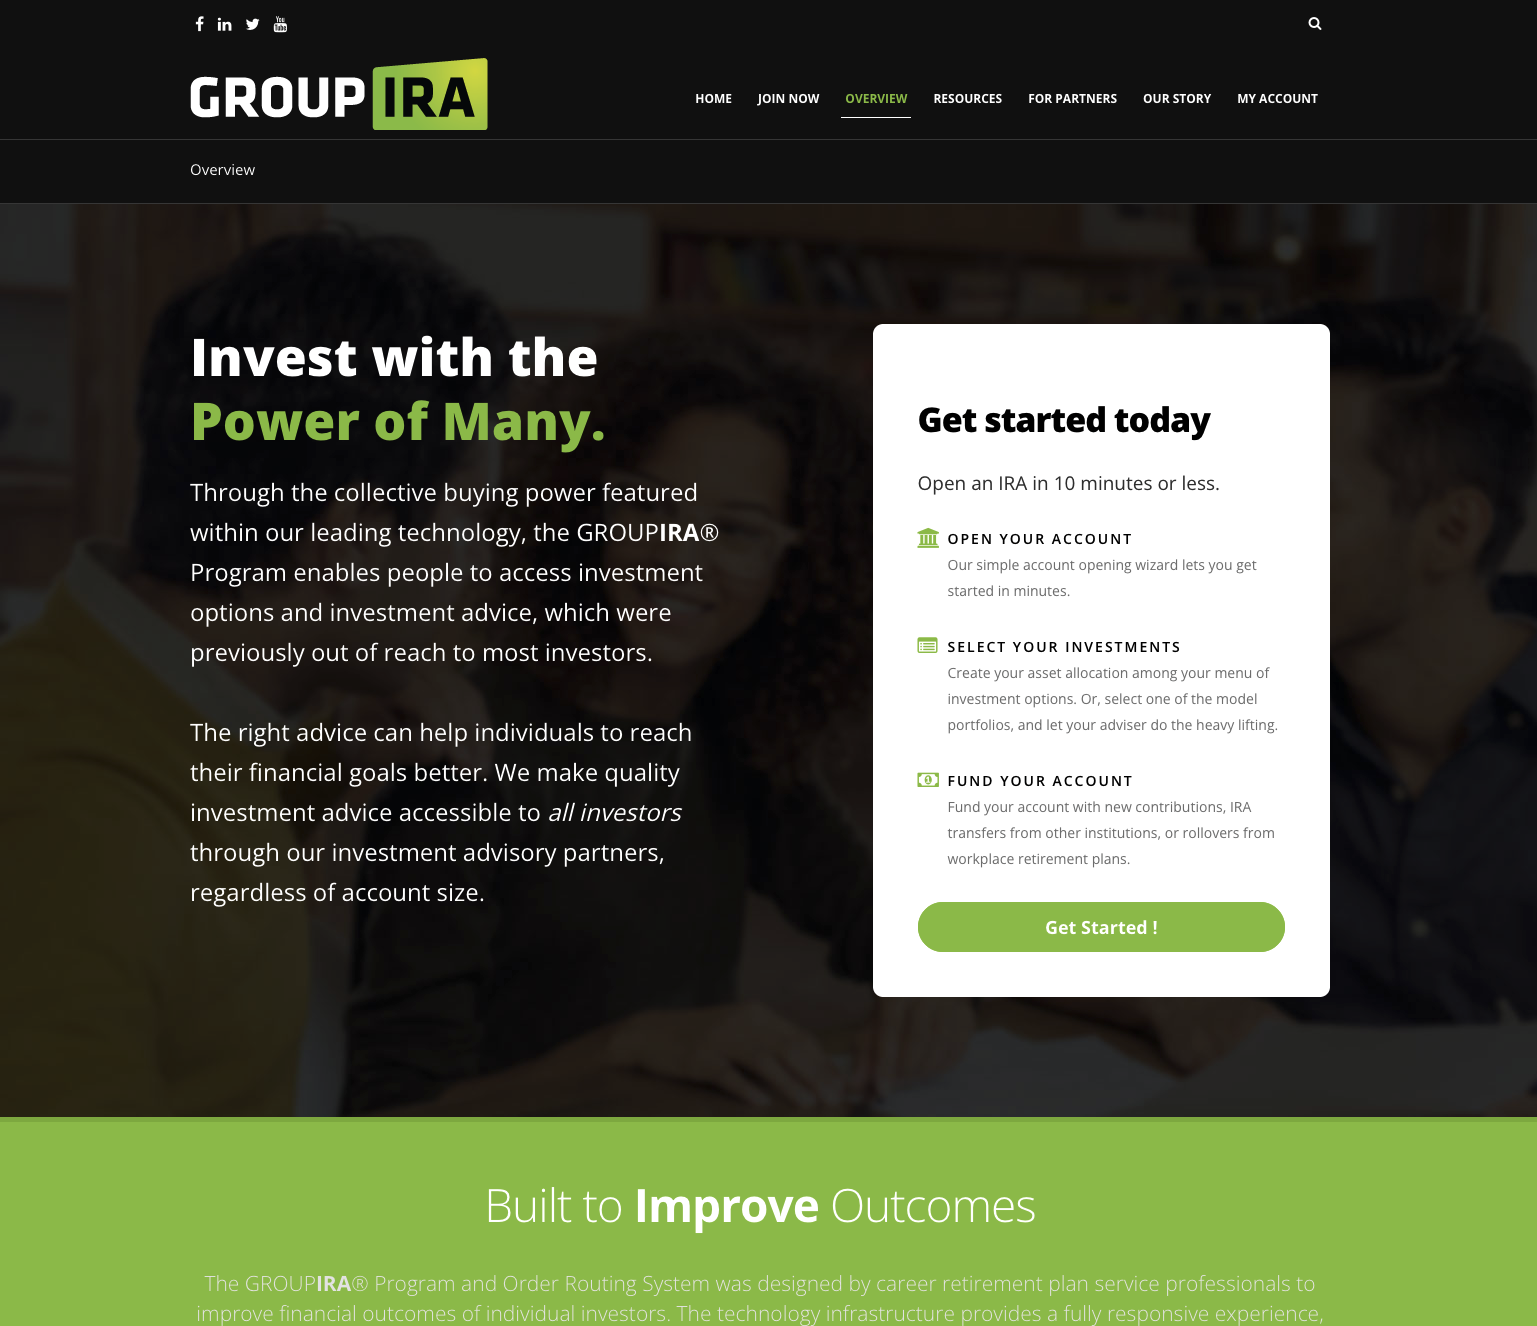 GROUPIRA
HOME JOIN NOW OVERVIEW RESOURCES FOR PARTNERS OUR STORY MY ACCOUNT
Overview
Invest with the
Power of Many.
Through the collective buying power featured
within our leading technology, the GROUPIRA®
Program enables people to access investment
options and investment advice, which were
previously out of reach to most investors.
The right advice can help individuals to reach
their financial goals better. We make quality
investment advice accessible to all investors
through our investment advisory partners,
regardless of account size.
Get started today
Open an IRA in 10 minutes or less.
OPEN YOUR ACCOUNT
Our simple account opening wizard lets you get
started in minutes.
SELECT YOUR INVESTMENTS
Create your asset allocation among your menu of
investment options. Or, select one of the model
portfolios, and let your adviser do the heavy lifting.
FUND YOUR ACCOUNT
Fund your account with new contributions, IRA
transfers from other institutions, or rollovers from
workplace retirement plans.
Get Started !
Built to Improve Outcomes
The GROUPIRA® Program and Order Routing System was designed by career retirement plan service professionals to
improve financial outcomes of individual investors. The technology infrastructure provides a fully responsive experience,